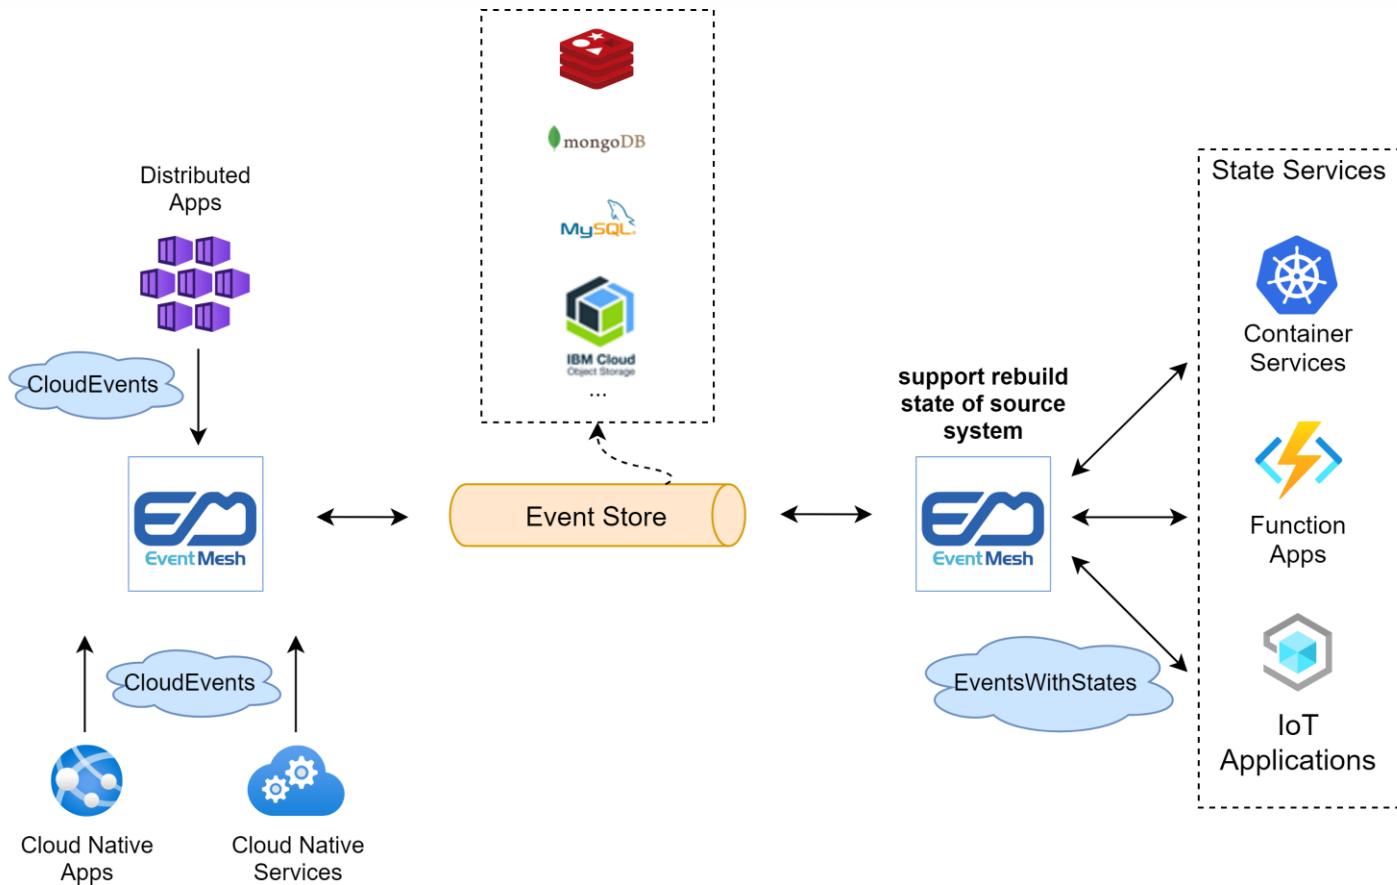 mongoDB
MySQL
IBM Cloud
Object Storage
...
Distributed
Apps
CloudEvents
EventMesh
CloudEvents
Cloud Native
Apps
Cloud Native
Services
Event Store
support rebuild
state of source
system
EventMesh
EventsWithStates
State Services
Container
Services
Function
Apps
IoT
Applications